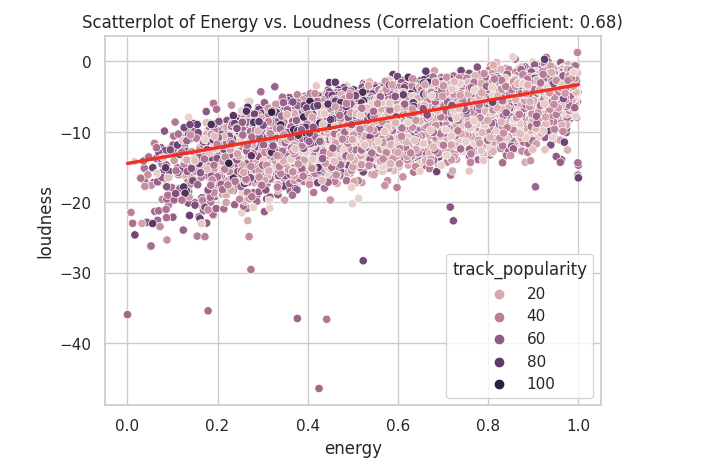 Scatterplot of Energy vs. Loudness (Correlation Coefficient: 0.68)
0
−10
−20
−30
−40
loudness
0.0 0.2 0.4 0.6 0.8 1.0
energy
track_popularity
20
40
60
80
100